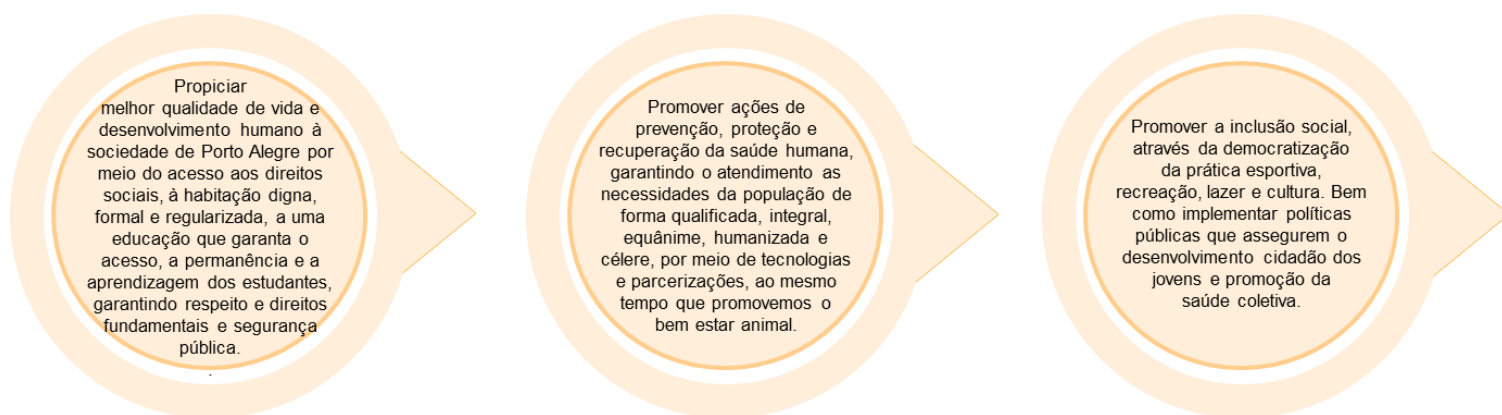 Propiciar
melhor qualidade de vida e
desenvolvimento humano à
sociedade de Porto Alegre por
meio do acesso aos direitos
sociais, à habitação digna,
formal e regularizada, a uma
educação que garanta o
acesso, a permanência e a
aprendizagem dos estudantes,
garantindo respeito e direitos
fundamentais e segurança
pública.
.
Promover ações de
prevenção, proteção e
recuperação da saúde humana,
garantindo o atendimento as
necessidades da população de
forma qualificada, integral,
equânime, humanizada e
célere, por meio de tecnologias
e parcerizações, ao mesmo
tempo que promovemos o
bem estar animal.
Promover a inclusão social,
através da democratização
da prática esportiva,
recreação, lazer e cultura. Bem
como implementar políticas
públicas que assegurem o
desenvolvimento cidadão dos
jovens e promoção da
saúde coletiva.